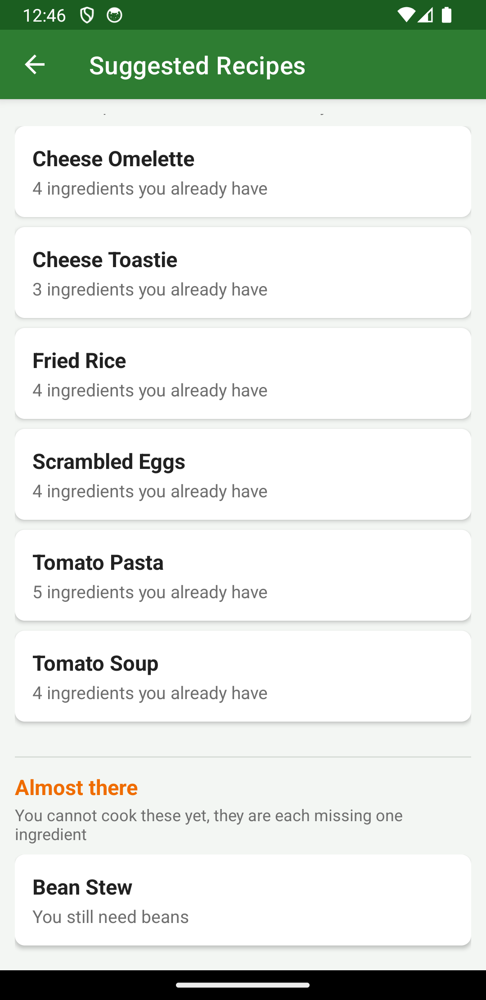 12:46
Suggested Recipes
Cheese Omelette
4 ingredients you already have
Cheese Toastie
3 ingredients you already have
Fried Rice
4 ingredients you already have
Scrambled Eggs
4 ingredients you already have
Tomato Pasta
5 ingredients you already have
Tomato Soup
4 ingredients you already have
Almost there
You cannot cook these yet, they are each missing one
ingredient
Bean Stew
You still need beans